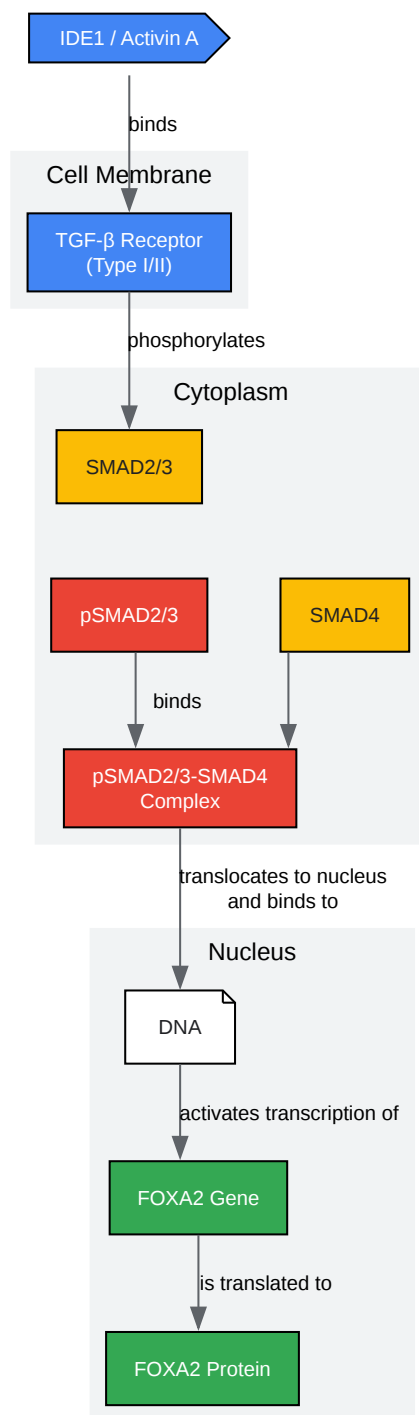 IDE1 / Activin A
binds
Cell Membrane
TGF-β Receptor
(Type I/II)
phosphorylates
Cytoplasm
SMAD2/3
pSMAD2/3
SMAD4
binds
pSMAD2/3-SMAD4
Complex
translocates to nucleus
and binds to
Nucleus
DNA
activates transcription of
FOXA2 Gene
is translated to
FOXA2 Protein